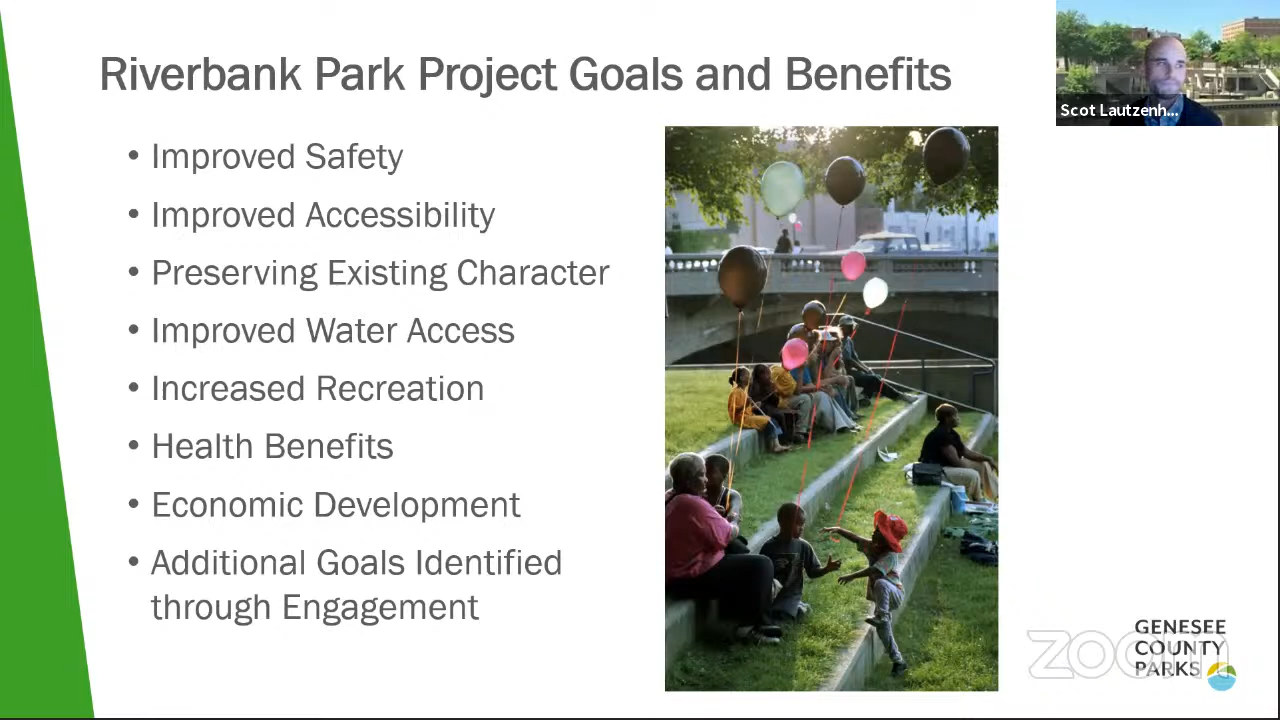 Riverbank Park Project Goals and Benefits
Scot Lautzenh...
• Improved Safety
• Improved Accessibility
• Preserving Existing Character
• Improved Water Access
• Increased Recreation
• Health Benefits
• Economic Development
• Additional Goals Identified
through Engagement
zoom
GENESEE
COUNTY
PARKS